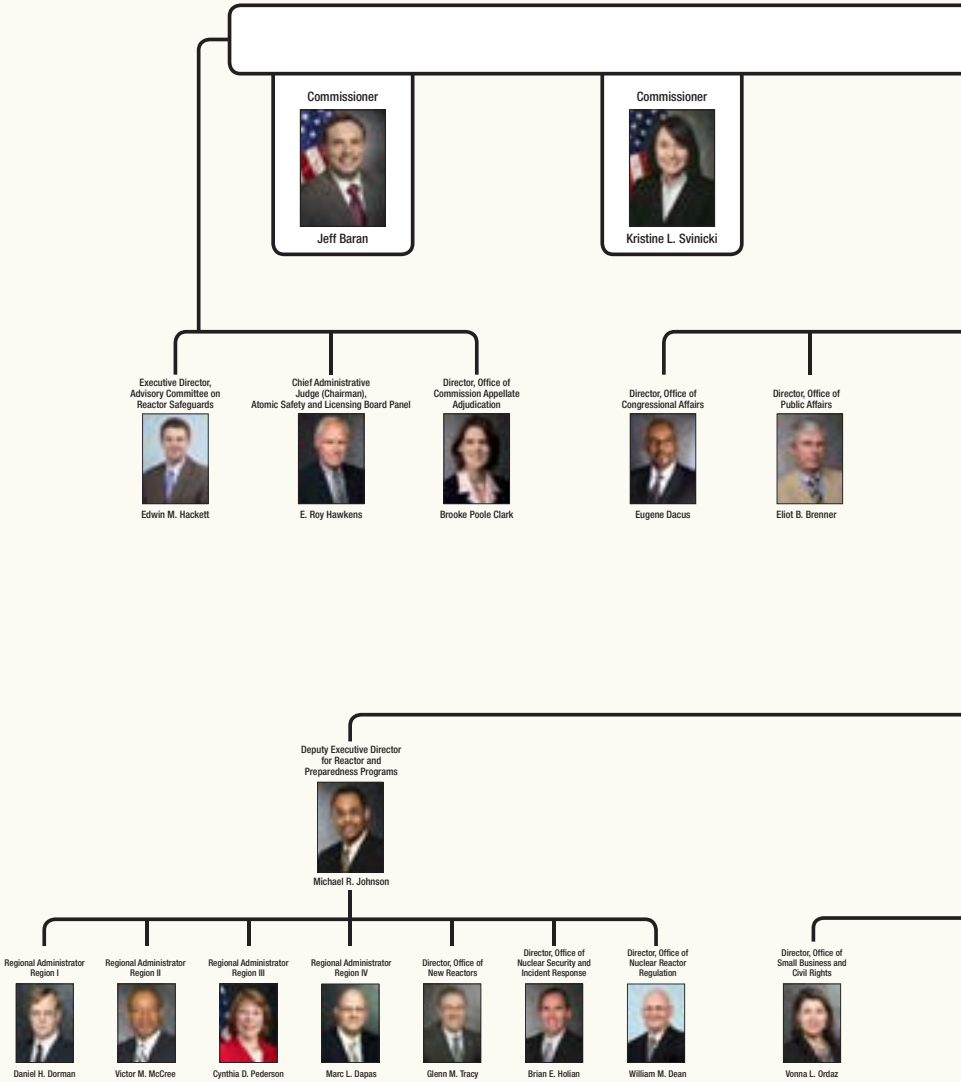 Commissioner
Jeff Baran
Commissioner
Kristine L. Svinicki
Executive Director,
Advisory Committee on
Reactor Safeguards
Edwin M. Hackett
Chief Administrative
Judge (Chairman),
Atomic Safety and Licensing Board Panel
E. Roy Hawkens
Director, Office of
Commission Appellate
Adjudication
Brooke Poole Clark
Director, Office of
Congressional Affairs
Eugene Dacus
Director, Office of
Public Affairs
Eliot B. Brenner
Deputy Executive Director
for Reactor and
Preparedness Programs
Michael R. Johnson
Regional Administrator
Region I
Daniel H. Dorman
Regional Administrator
Region II
Victor M. McCree
Regional Administrator
Region III
Cynthia D. Pederson
Regional Administrator
Region IV
Marc L. Dapas
Director, Office of
New Reactors
Glenn M. Tracy
Director, Office of
Nuclear Security and
Incident Response
Brian E. Holian
Director, Office of
Nuclear Reactor
Regulation
William M. Dean
Director, Office of
Small Business and
Civil Rights
Vonna L. Ordaz